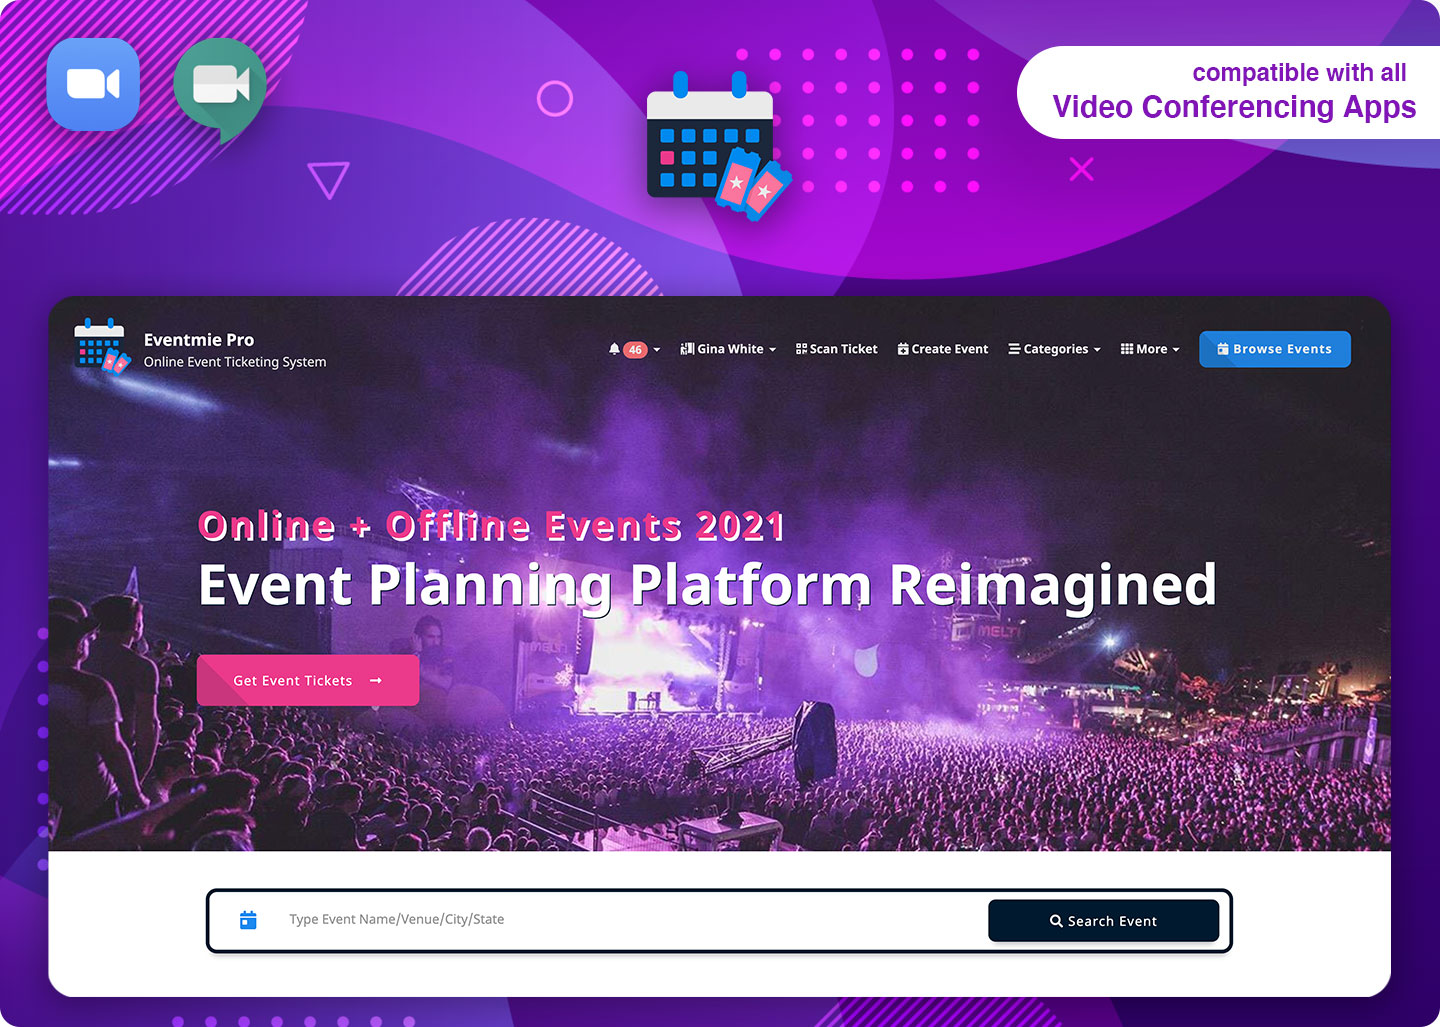 compatible with all
Video Conferencing Apps
Eventmie Pro
Online Event Ticketing System
46
Gina White
Scan Ticket
Create Event
Categories
More
Browse Events
Online + Offline Events 2021
Event Planning Platform Reimagined
MELT!
MELT!
Get Event Tickets
Type Event Name/Venue/City/State
Search Event